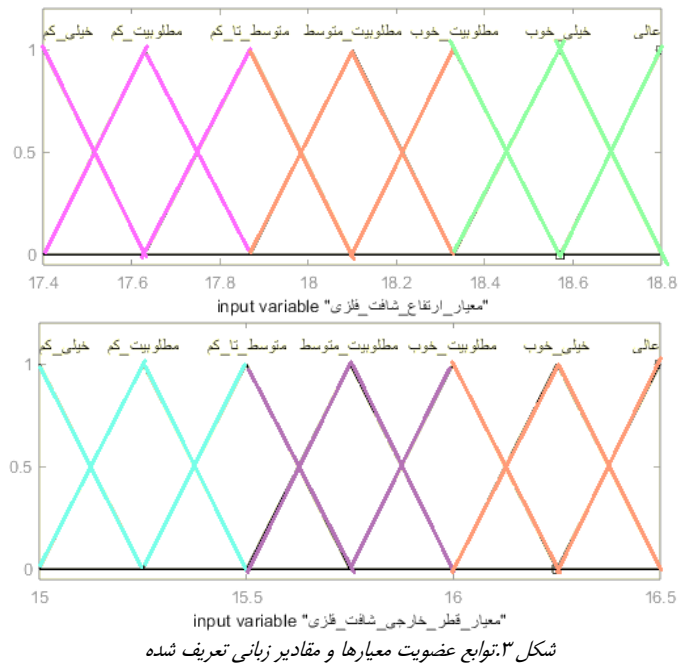 خیلی_کم مطلوبیت_کم متوسط_تا_کم مطلوبیت_متوسط مطلوبیت_خوب خیلی_خوب عالی
1
0.5
0
17.4 17.6 17.8 18 18.2 18.4 18.6 18.8
input variable "معیار_ارتفاع_شافت_فلزی"
خیلی_کم مطلوبیت_کم متوسط_تا_کم مطلوبیت_متوسط مطلوبیت_خوب خیلی_خوب عالی
1
0.5
0
15 15.5 16 16.5
input variable "معیار_قطر_خارجی_شافت_فلزی"
شکل ۳.توابع عضویت معیارها و مقادیر زبانی تعریف شده